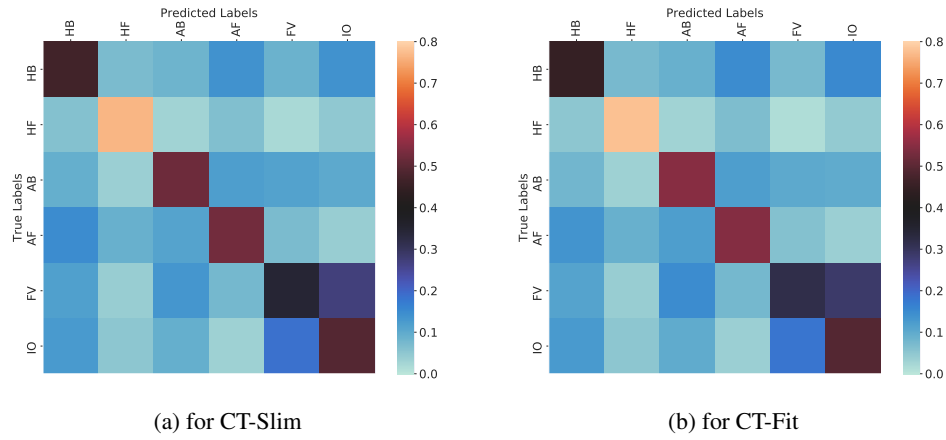 Predicted Labels
HB HF AB AF FV IO
True Labels
HB
HF
AB
AF
FV
IO
0.8
0.7
0.6
0.5
0.4
0.3
0.2
0.1
0.0
(a) for CT-Slim
Predicted Labels
HB HF AB AF FV IO
True Labels
HB
HF
AB
AF
FV
IO
0.8
0.7
0.6
0.5
0.4
0.3
0.2
0.1
0.0
(b) for CT-Fit